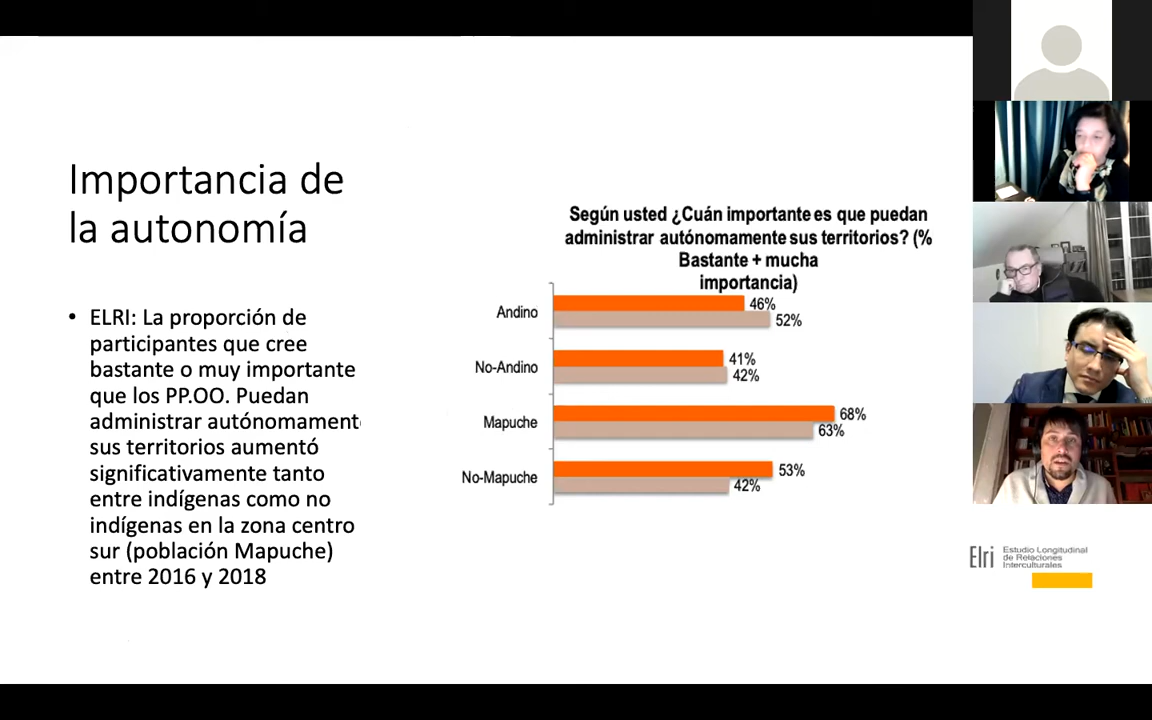 Importancia de
la autonomía
• ELRI: La proporción de
participantes que cree
bastante o muy importante
que los PP.OO. Puedan
administrar autónomament
sus territorios aumentó
significativamente tanto
entre indígenas como no
indígenas en la zona centro
sur (población Mapuche)
entre 2016 y 2018
Según usted ¿Cuán importante es que puedan
administrar autónomamente sus territorios? (%
Bastante + mucha
importancia)
Andino
46%
52%
No-Andino
41%
42%
Mapuche
68%
63%
No-Mapuche
53%
42%
Elri
Estudio Longitudinal
de Relaciones
Interculturales